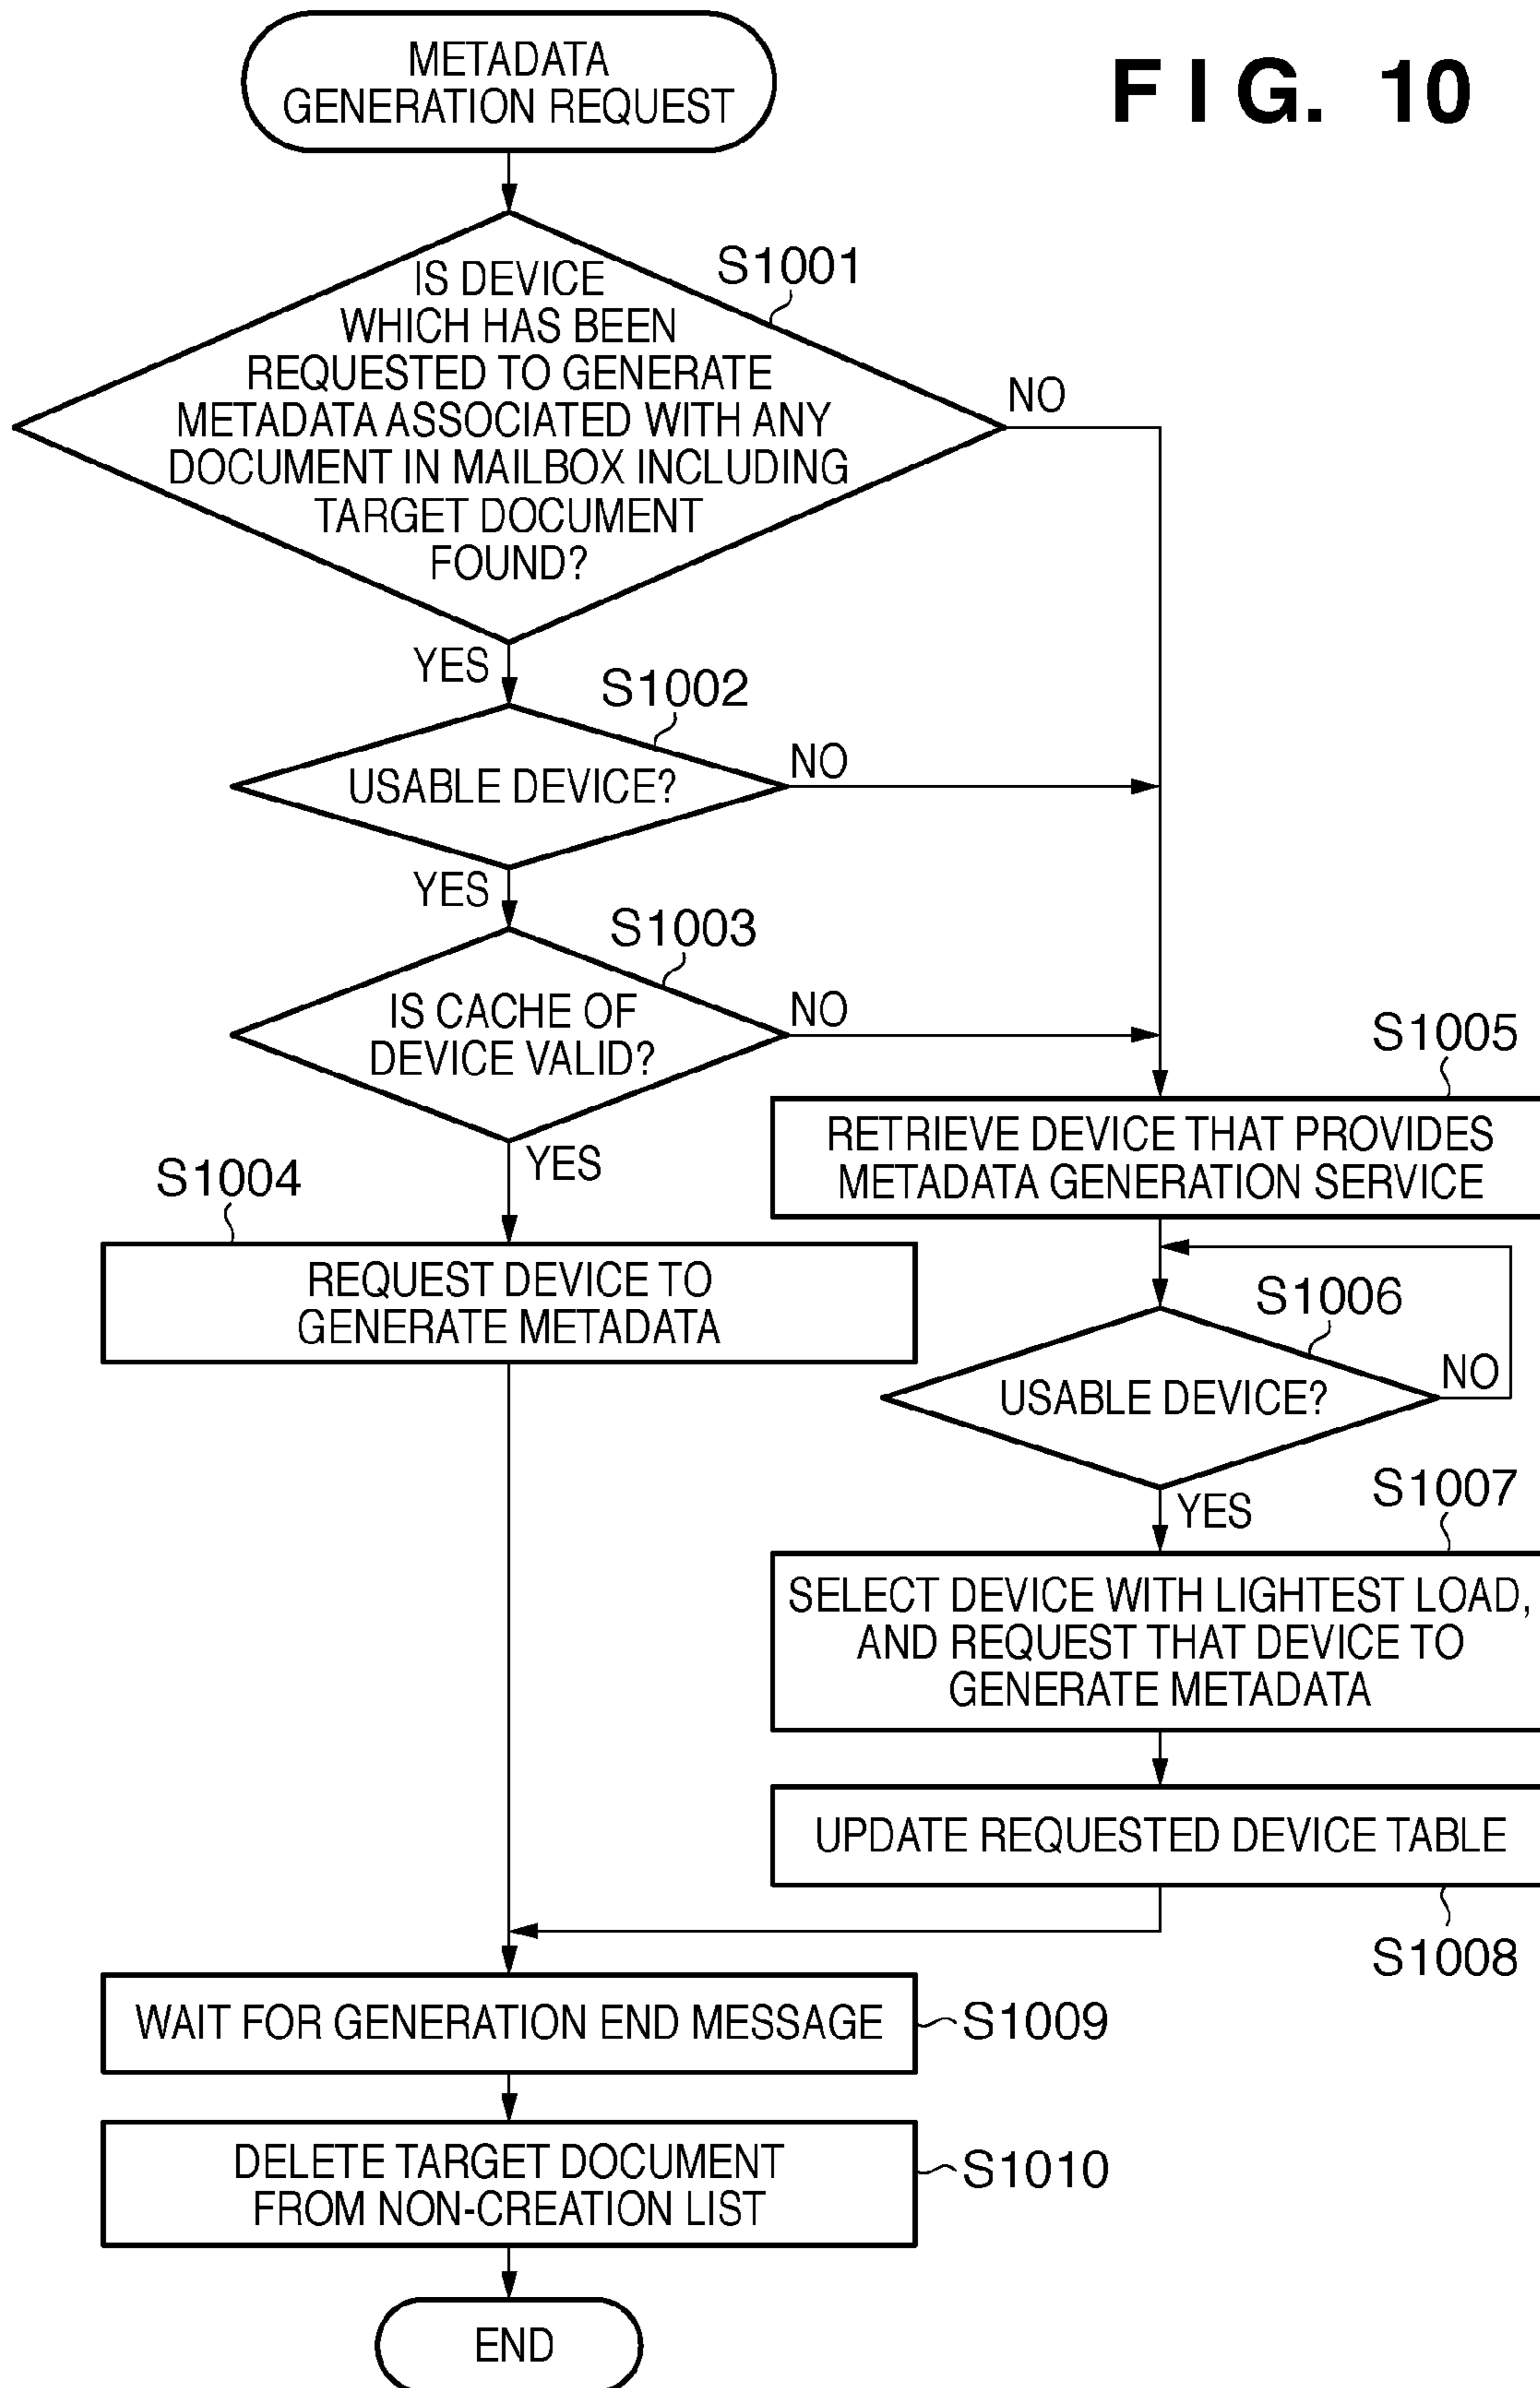 METADATA
GENERATION REQUEST
F I G. 10
S1001
IS DEVICE
WHICH HAS BEEN
REQUESTED TO GENERATE
METADATA ASSOCIATED WITH ANY
DOCUMENT IN MAILBOX INCLUDING
TARGET DOCUMENT
FOUND?
NO
YES
S1002
USABLE DEVICE?
NO
YES
S1003
IS CACHE OF
DEVICE VALID?
NO
YES
S1004
REQUEST DEVICE TO
GENERATE METADATA
S1005
RETRIEVE DEVICE THAT PROVIDES
METADATA GENERATION SERVICE
S1006
USABLE DEVICE?
NO
YES
S1007
SELECT DEVICE WITH LIGHTEST LOAD,
AND REQUEST THAT DEVICE TO
GENERATE METADATA
UPDATE REQUESTED DEVICE TABLE
S1008
WAIT FOR GENERATION END MESSAGE
S1009
DELETE TARGET DOCUMENT
FROM NON-CREATION LIST
S1010
END